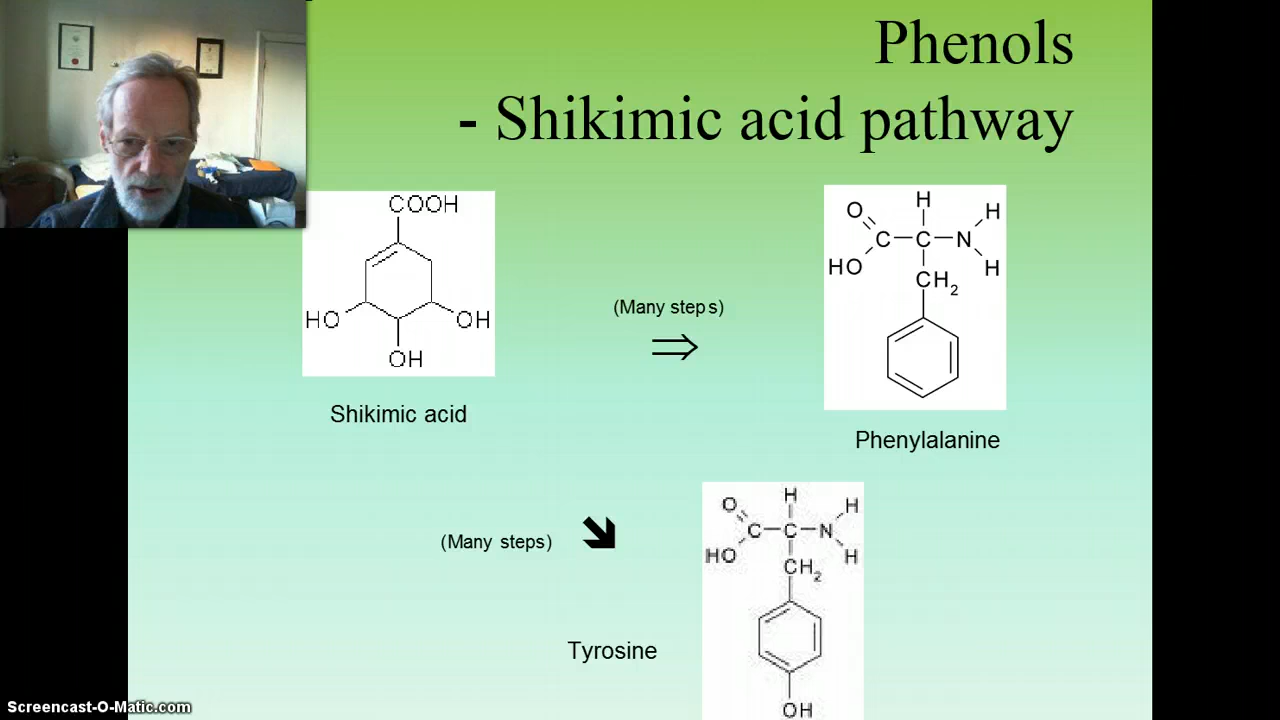 Phenols
- Shikimic acid pathway
COOH
HO
OH
OH
Shikimic acid
(Many steps)
H
O
H
C
C
N
HO
H
CH2
Phenylalanine
(Many steps)
H
O
H
C
C
N
HO
H
CH2
OH
Tyrosine
Screencast-O-Matic.com